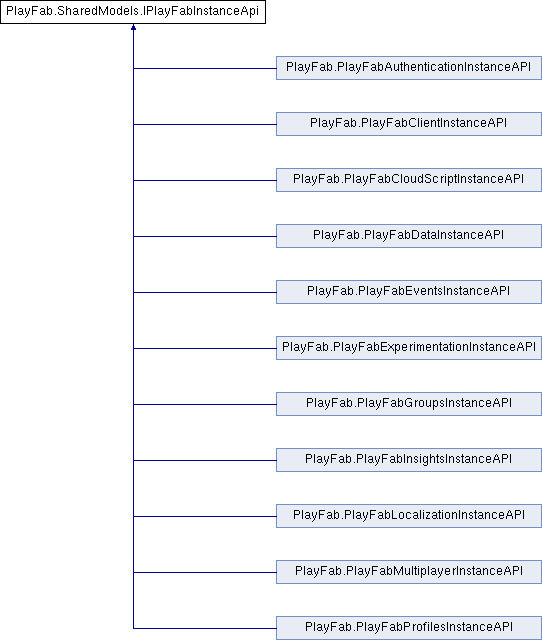 PlayFab.SharedModels.IPlayFabInstanceApi
PlayFab.PlayFabAuthenticationInstanceAPI
PlayFab.PlayFabClientInstanceAPI
PlayFab.PlayFabCloudScriptInstanceAPI
PlayFab.PlayFabDataInstanceAPI
PlayFab.PlayFabEventsInstanceAPI
PlayFab.PlayFabExperimentationInstanceAPI
PlayFab.PlayFabGroupsInstanceAPI
PlayFab.PlayFabInsightsInstanceAPI
PlayFab.PlayFabLocalizationInstanceAPI
PlayFab.PlayFabMultiplayerInstanceAPI
PlayFab.PlayFabProfilesInstanceAPI